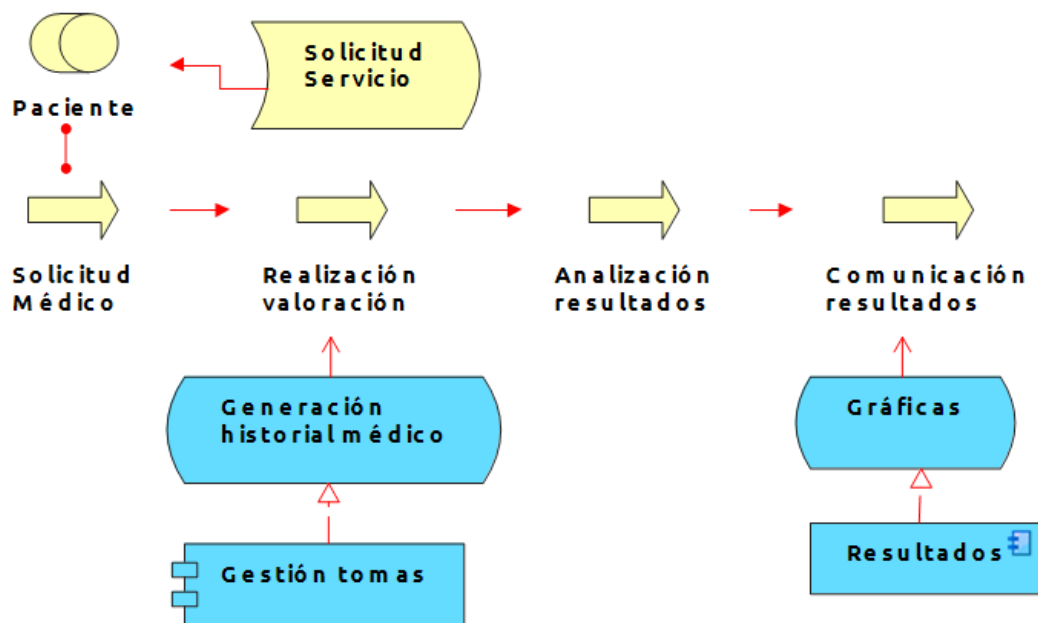 Solicitud
Servicio
Paciente
Solicitud
Médico
Realización
valoración
Analización
resultados
Comunicación
resultados
Generación
historial médico
Gráficas
Gestión tomas
Resultados